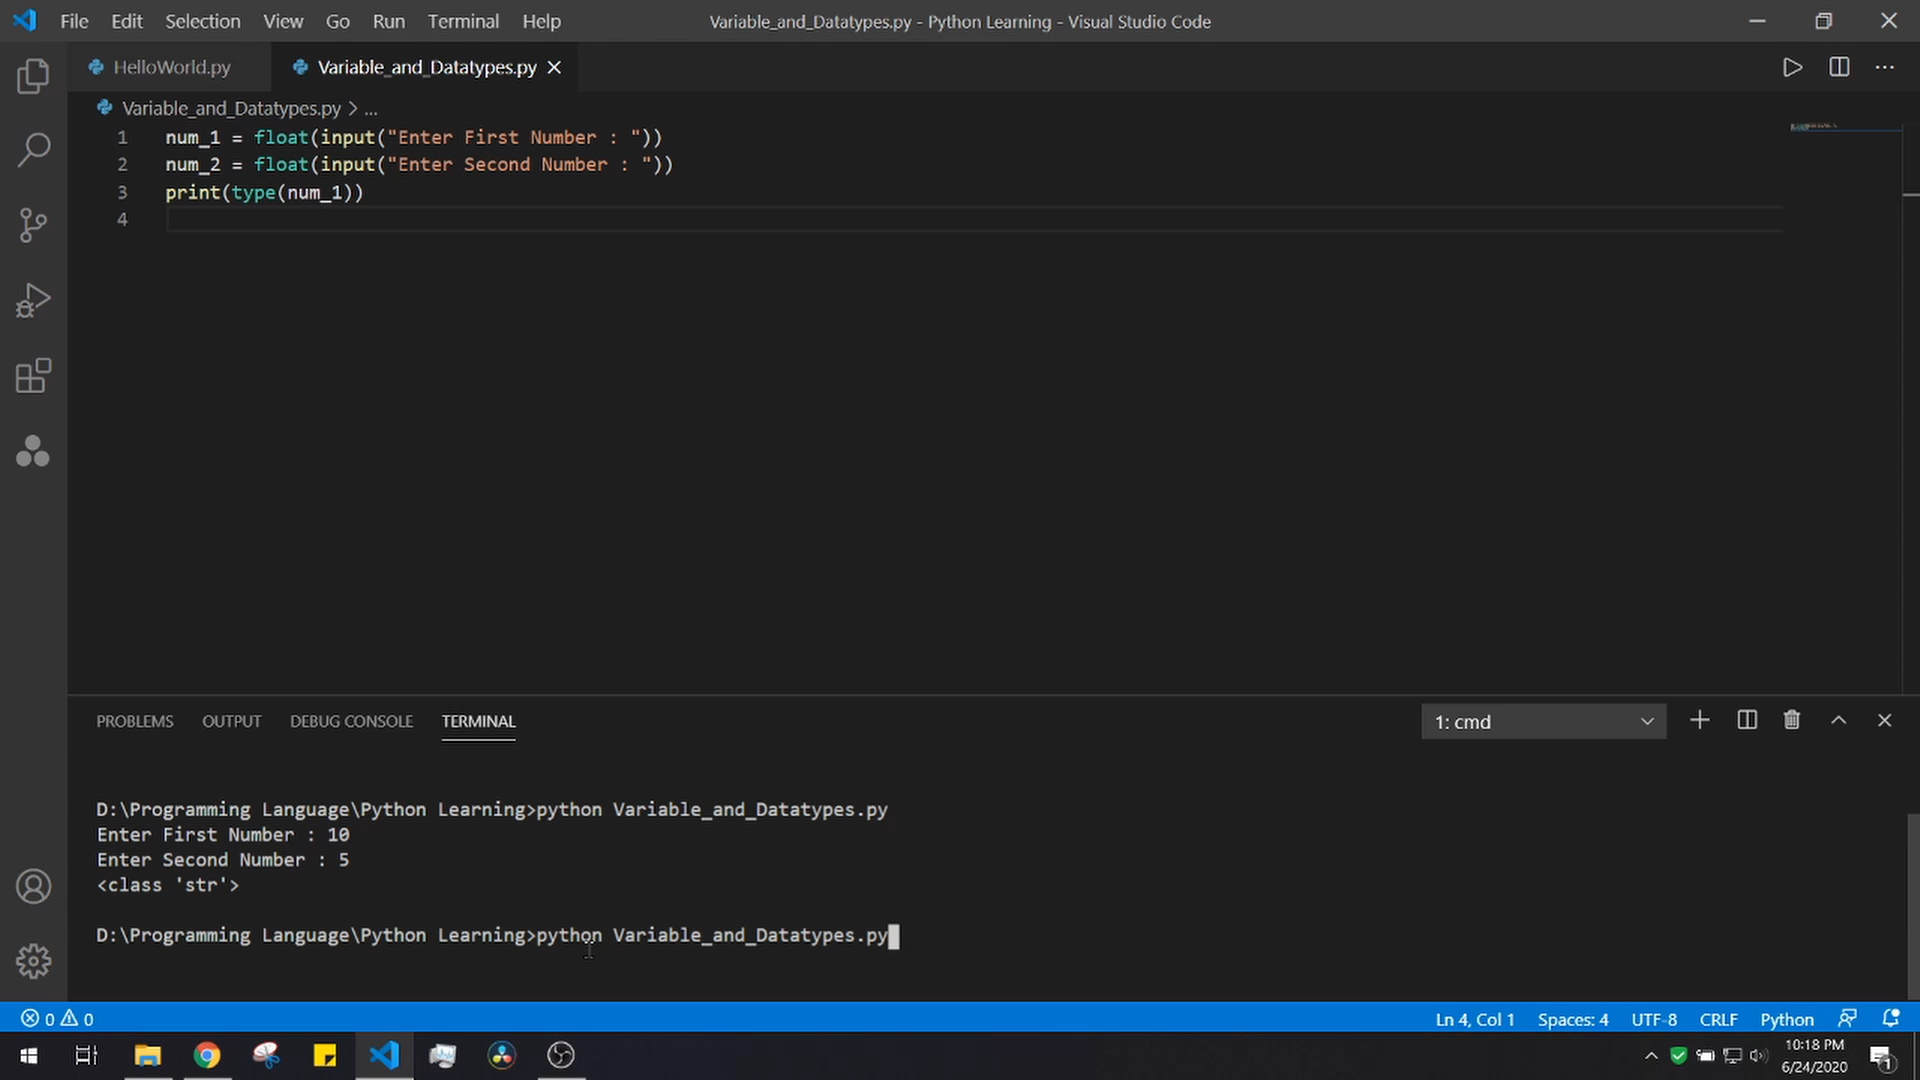 File Edit Selection View Go Run Terminal Help
Variable_and_Datatypes.py - Python Learning - Visual Studio Code
HelloWorld.py
Variable_and_Datatypes.py
Variable_and_Datatypes.py > ...
1 num_1 = float(input("Enter First Number : "))
2 num_2 = float(input("Enter Second Number : "))
3 print(type(num_1))
4
PROBLEMS OUTPUT DEBUG CONSOLE TERMINAL
1: cmd
D:\Programming Language\Python Learning>python Variable_and_Datatypes.py
Enter First Number : 10
Enter Second Number : 5
<class 'str'>
D:\Programming Language\Python Learning>python Variable_and_Datatypes.py
0 0
Ln 4, Col 1 Spaces: 4 UTF-8 CRLF Python
10:18 PM
6/24/2020
1